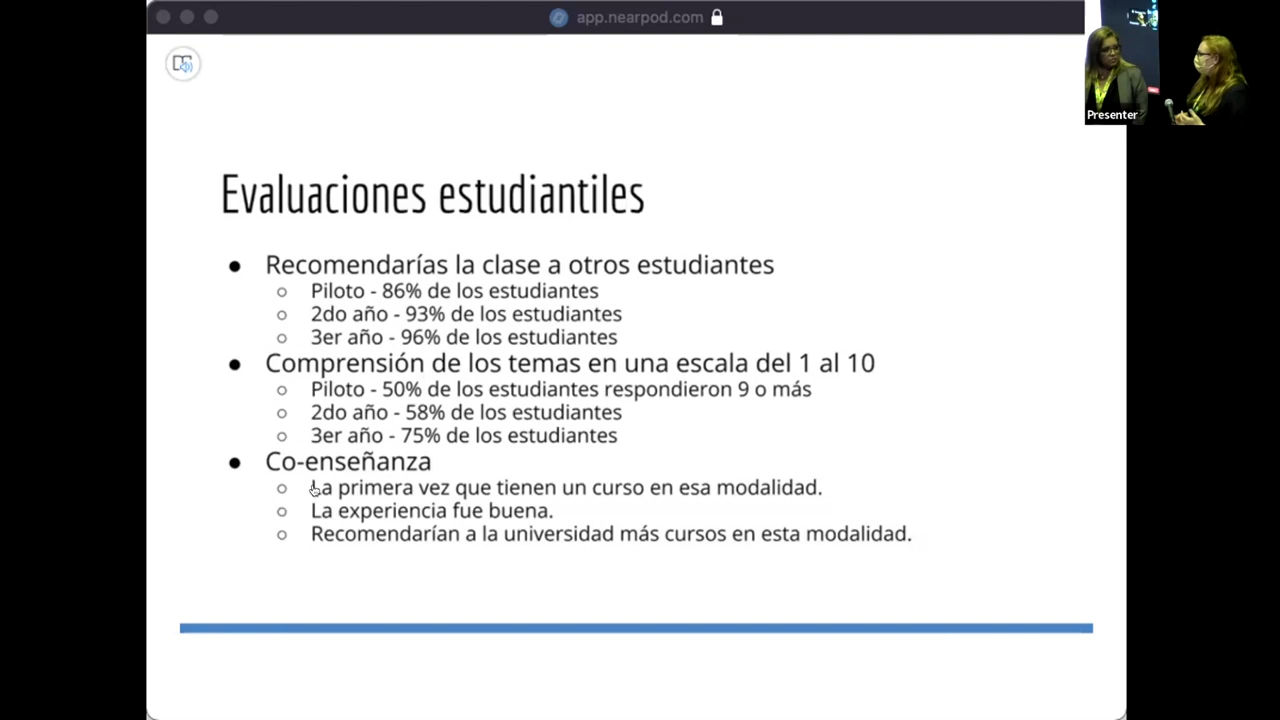 app.nearpod.com
Presenter
Evaluaciones estudiantiles
Recomendarías la clase a otros estudiantes
Piloto - 86% de los estudiantes
2do año - 93% de los estudiantes
3er año - 96% de los estudiantes
Comprensión de los temas en una escala del 1 al 10
Piloto - 50% de los estudiantes respondieron 9 o más
2do año - 58% de los estudiantes
3er año - 75% de los estudiantes
Co-enseñanza
La primera vez que tienen un curso en esa modalidad.
La experiencia fue buena.
Recomendarían a la universidad más cursos en esta modalidad.